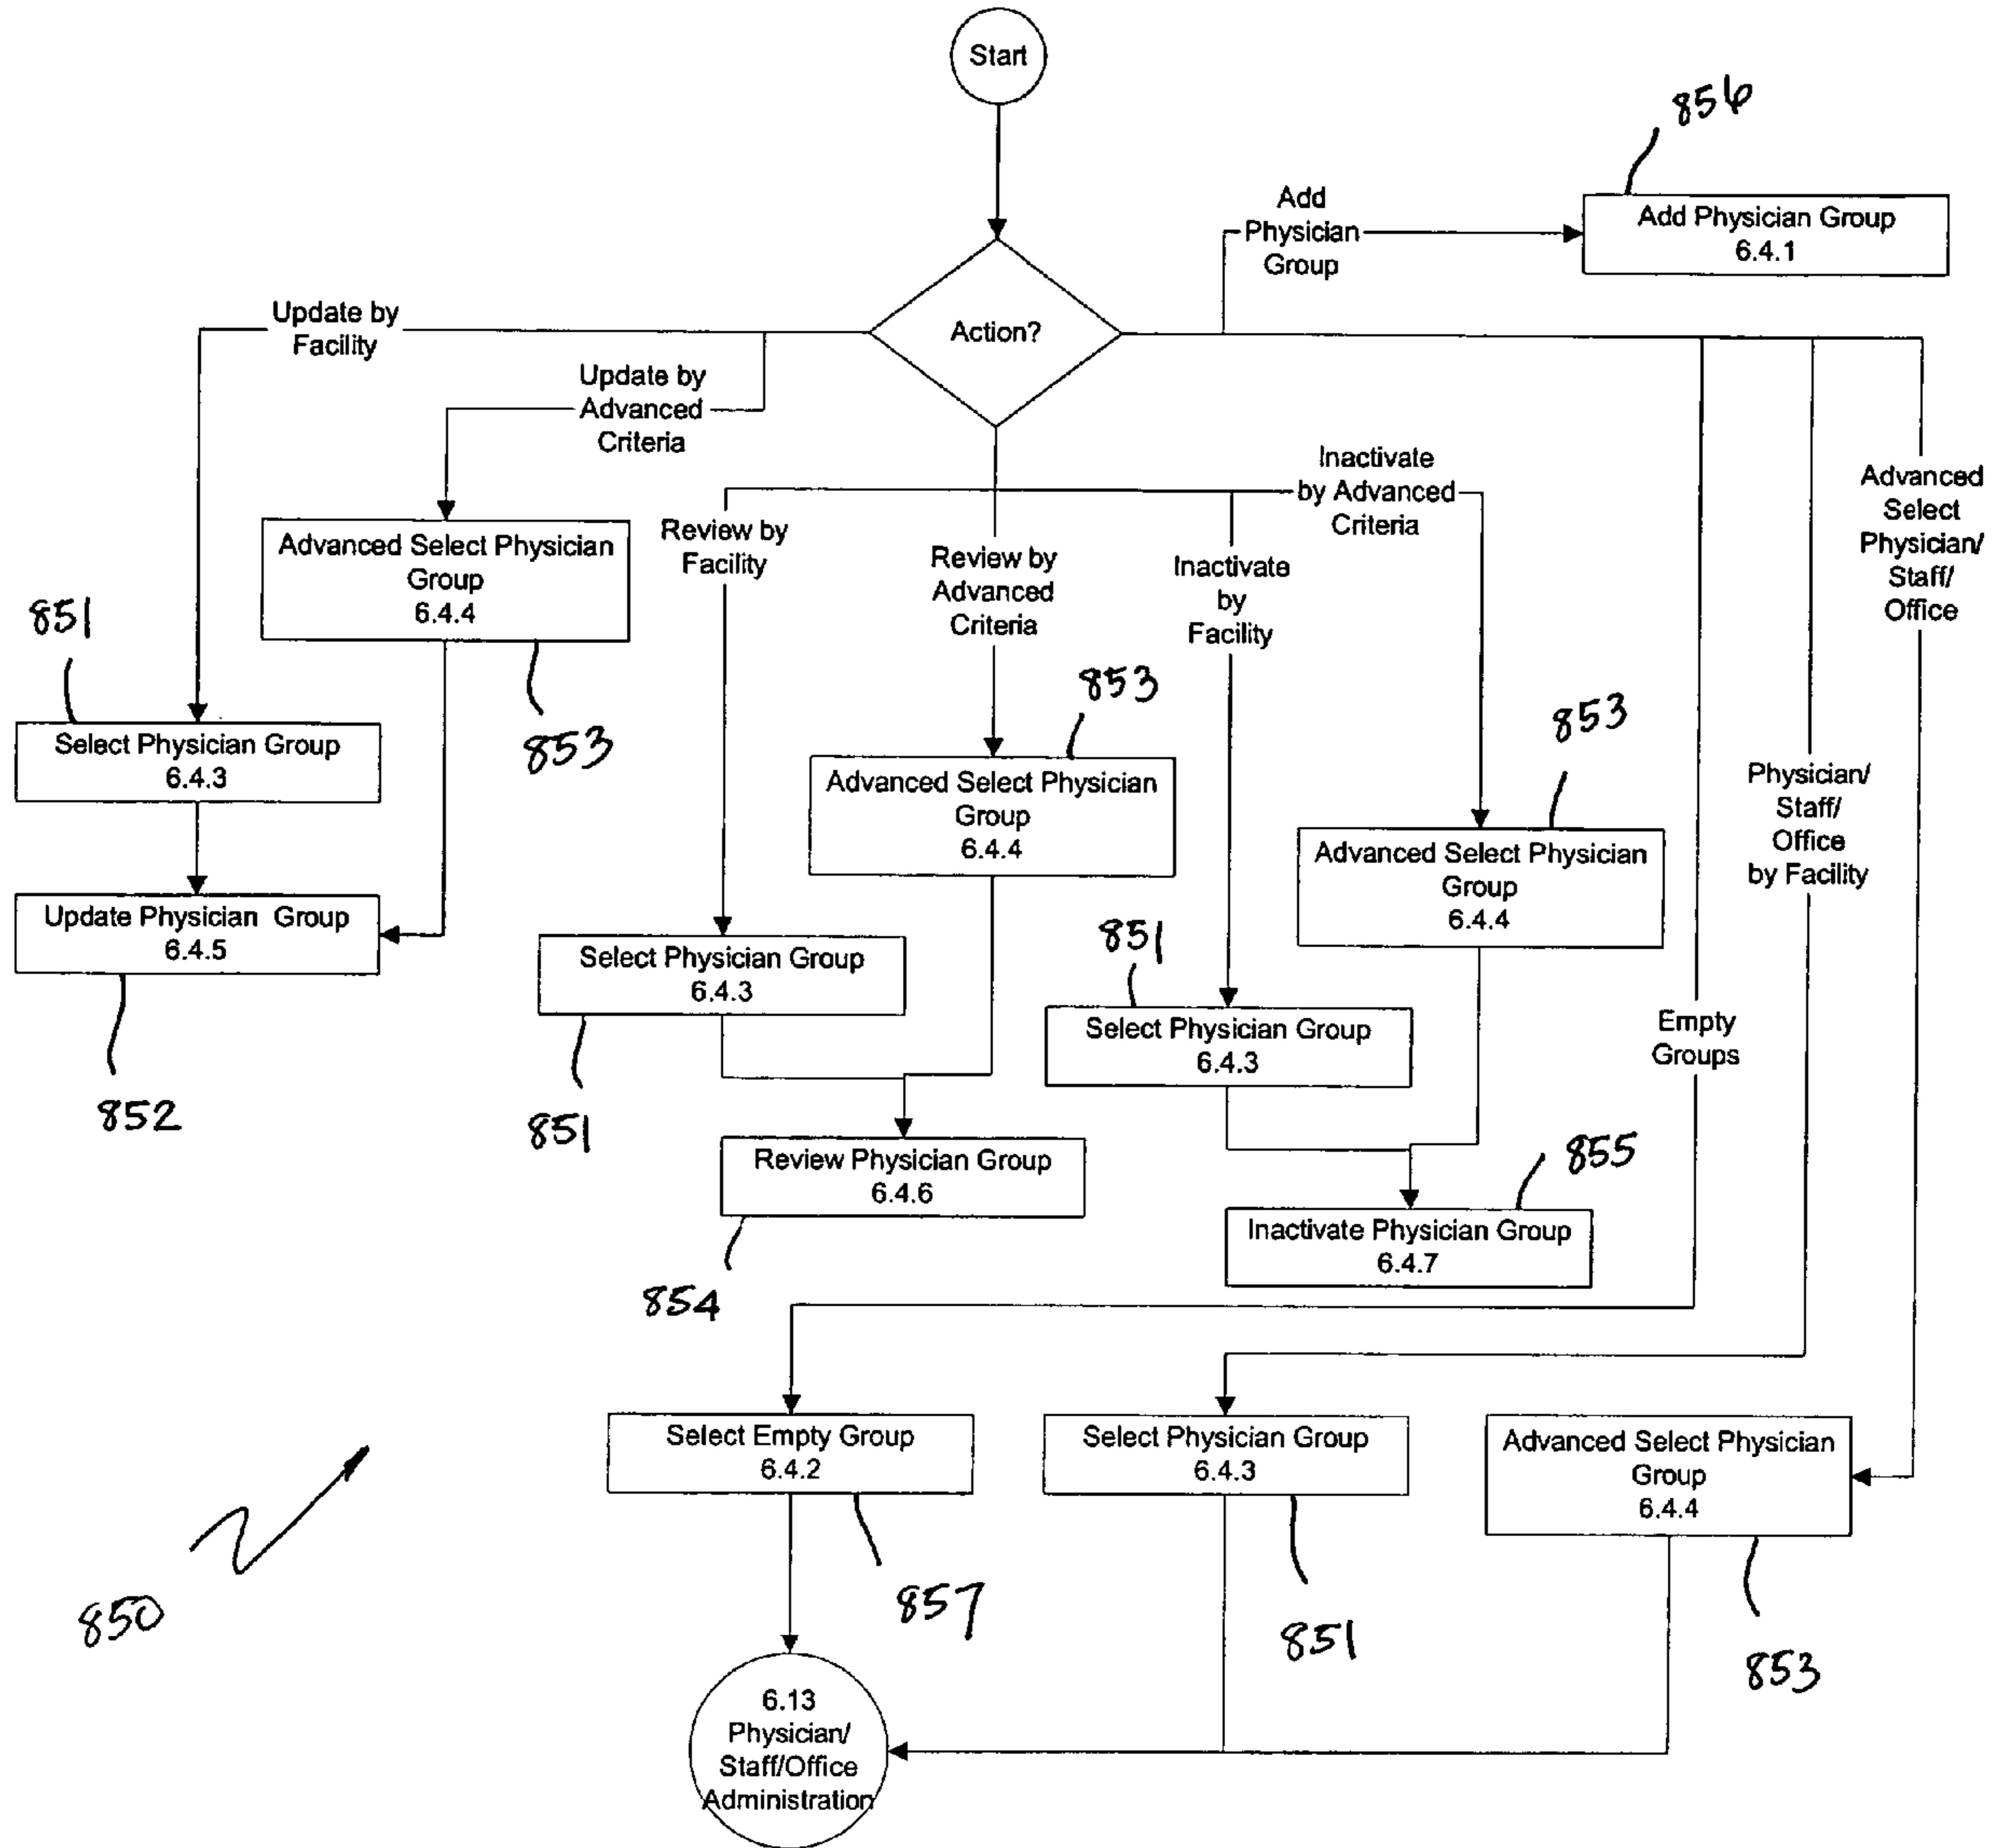 Start
856
Add
Physician
Group
Add Physician Group
6.4.1
Action?
Update by
Facility
Update by
Advanced
Criteria
Inactivate
by Advanced
Criteria
Advanced
Select
Physician/
Staff/
Office
Review by
Facility
Review by
Advanced
Criteria
Inactivate
by
Facility
Advanced Select Physician
Group
6.4.4
851
853
Select Physician Group
6.4.3
853
Advanced Select Physician
Group
6.4.4
853
Advanced Select Physician
Group
6.4.4
Physician/
Staff/
Office
by Facility
Update Physician Group
6.4.5
852
Select Physician Group
6.4.3
851
851
Select Physician Group
6.4.3
Empty
Groups
Review Physician Group
6.4.6
854
855
Inactivate Physician Group
6.4.7
Select Empty Group
6.4.2
857
Select Physician Group
6.4.3
851
Advanced Select Physician
Group
6.4.4
853
850
6.13
Physician/
Staff/Office
Administration